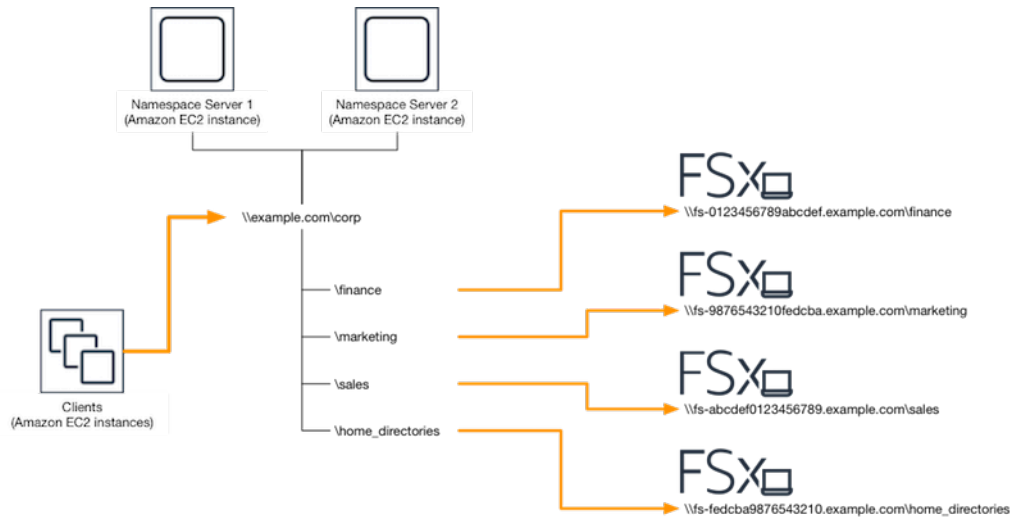 Namespace Server 1
(Amazon EC2 instance)
Namespace Server 2
(Amazon EC2 instance)
\\example.com\corp
\finance
\marketing
\sales
\home_directories
Clients
(Amazon EC2 instances)
FSx
\\fs-0123456789abcdef.example.com\finance
FSx
\\fs-9876543210fedcba.example.com\marketing
FSx
\\fs-abcdef0123456789.example.com\sales
FSx
\\fs-fedcba9876543210.example.com\home_directories